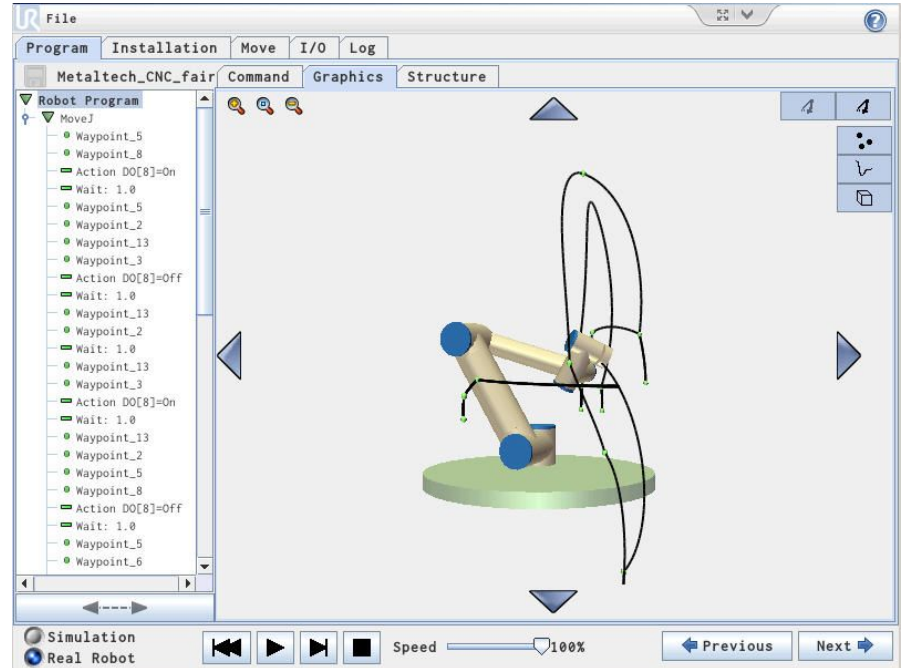 UR File
Program Installation Move I/O Log
Metaltech_CNC_fair Command Graphics Structure
Robot Program
MoveJ
Waypoint_5
Waypoint_8
Action DO[8]=On
Wait: 1.0
Waypoint_5
Waypoint_2
Waypoint_13
Waypoint_3
Action DO[8]=Off
Wait: 1.0
Waypoint_13
Waypoint_2
Wait: 1.0
Waypoint_13
Waypoint_3
Action DO[8]=On
Wait: 1.0
Waypoint_13
Waypoint_2
Waypoint_5
Waypoint_8
Action DO[8]=Off
Wait: 1.0
Waypoint_5
Waypoint_6
Simulation
Real Robot
Speed 100% Previous Next